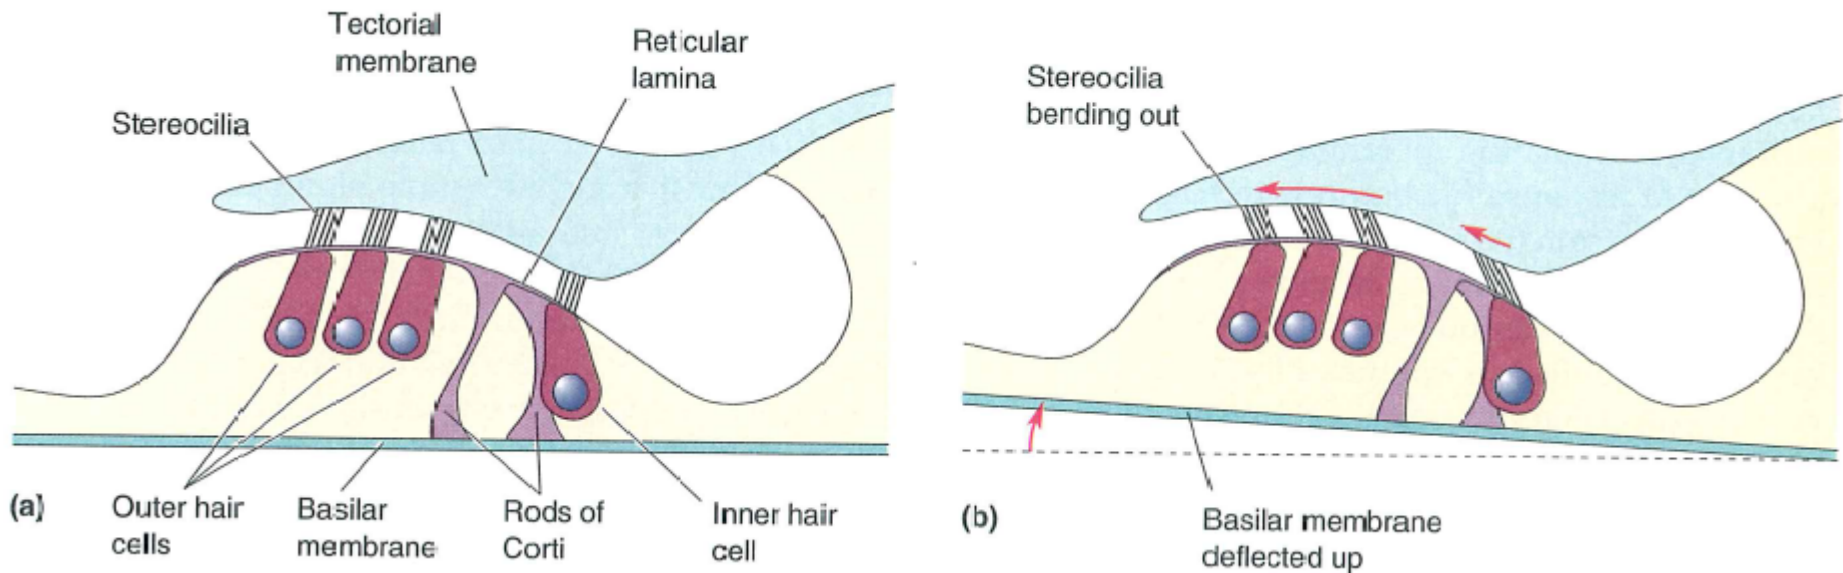 Tectorial
membrane
Reticular
lamina
Stereocilia
(a)
Outer hair
cells
Basilar
membrane
Rods of
Corti
Inner hair
cell
Stereocilia
bending out
(b)
Basilar membrane
deflected up